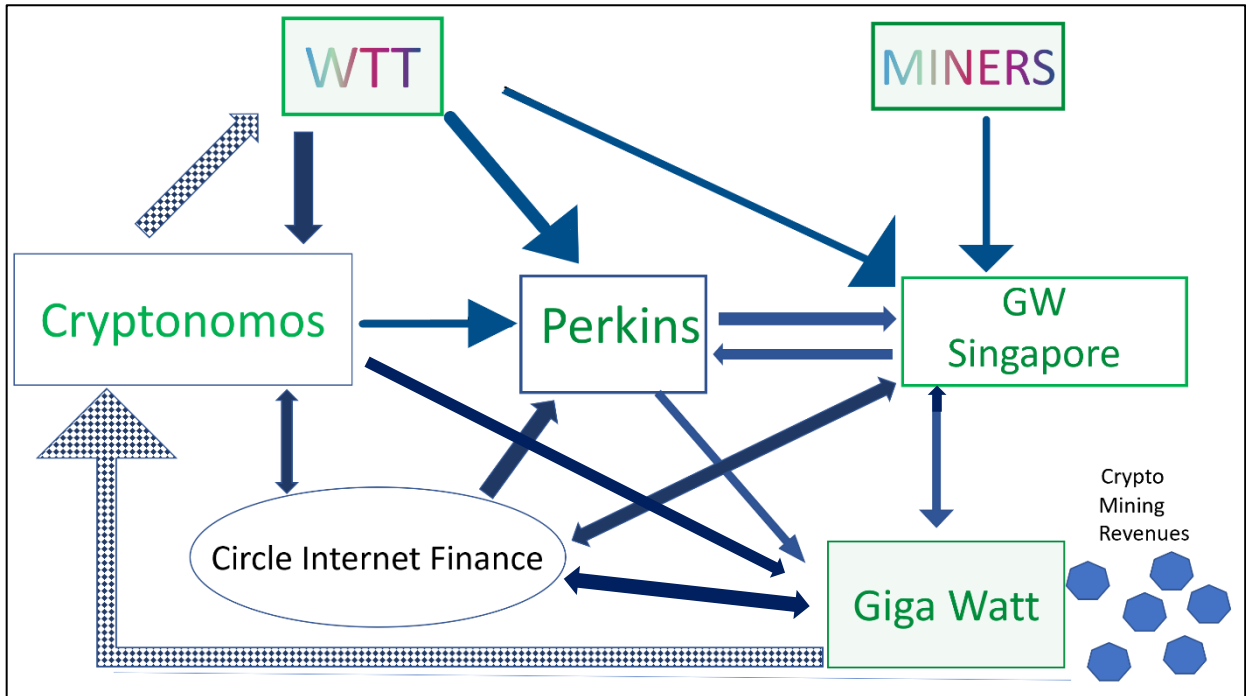 WTT
MINERS
Cryptonomos
Perkins
GW
Singapore
Crypto
Mining
Revenues
Circle Internet Finance
Giga Watt